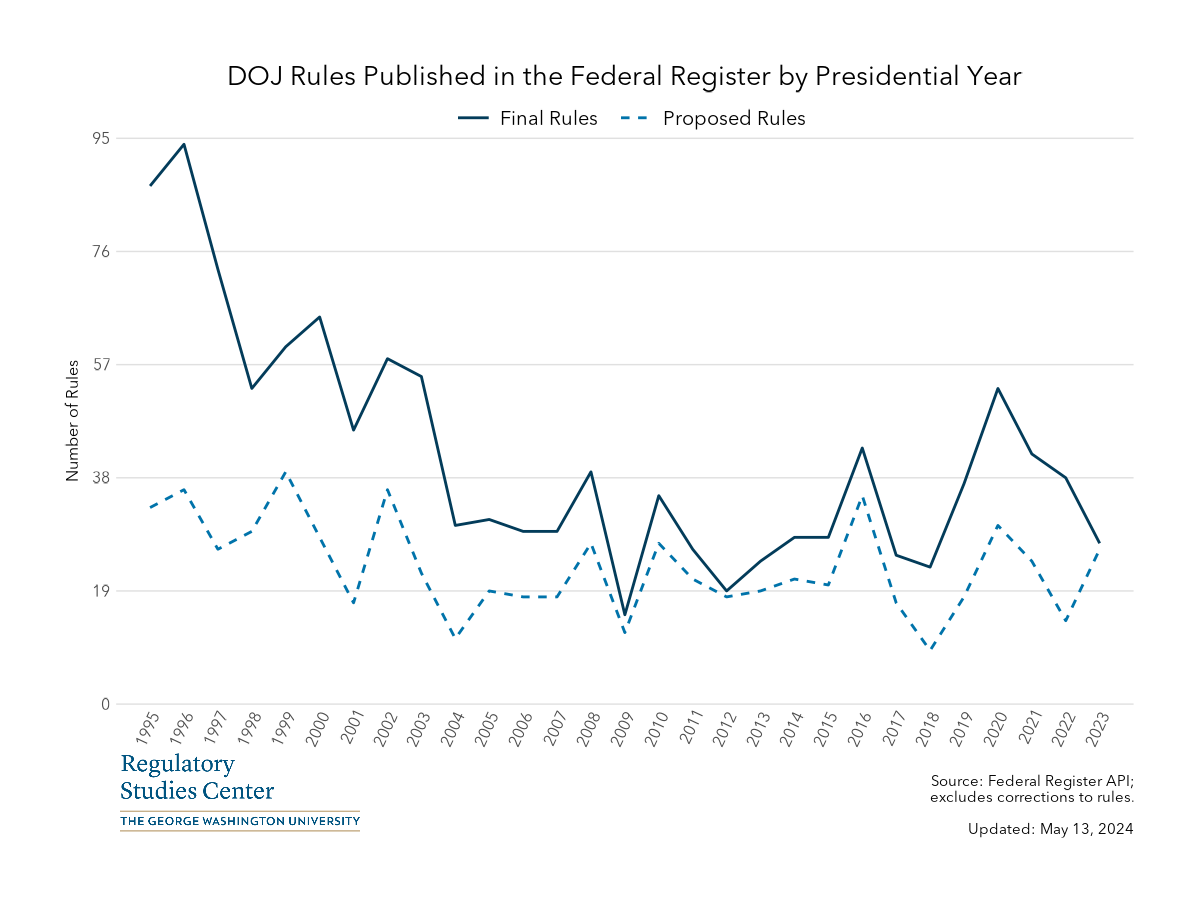 DOJ Rules Published in the Federal Register by Presidential Year
Final Rules Proposed Rules
95
76
57
38
19
0
Number of Rules
1995 1996 1997 1998 1999 2000 2001 2002 2003 2004 2005 2006 2007 2008 2009 2010 2011 2012 2013 2014 2015 2016 2017 2018 2019 2020 2021 2022 2023
Regulatory
Studies Center
THE GEORGE WASHINGTON UNIVERSITY
Source: Federal Register API;
excludes corrections to rules.
Updated: May 13, 2024